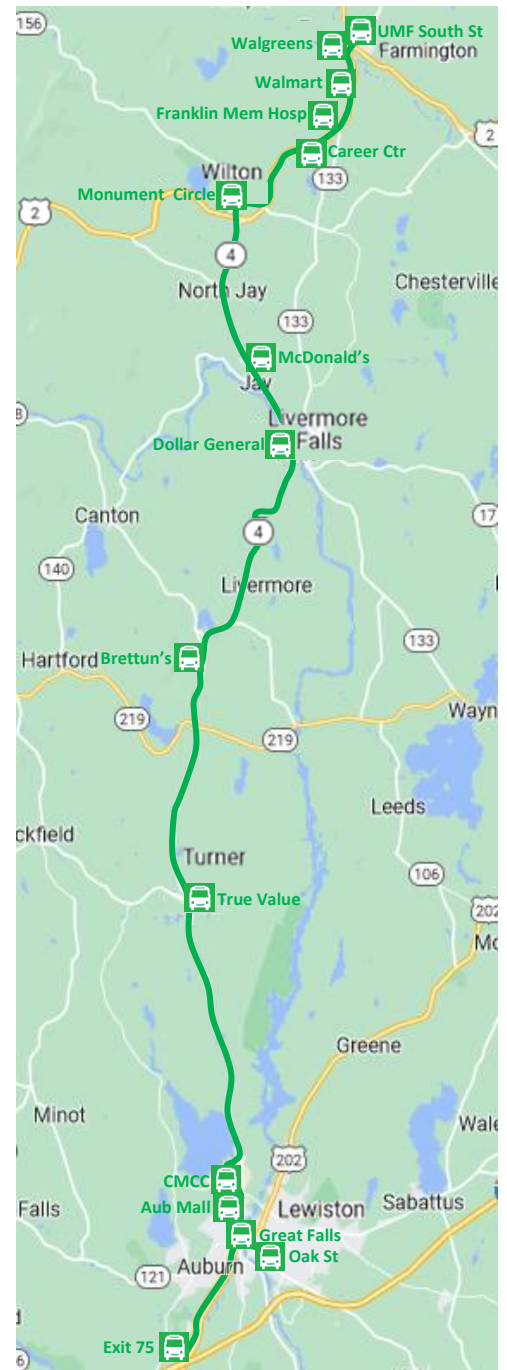 156
UMF South St
Walgreens
Farmington
Walmart
Franklin Mem Hosp
2
Career Ctr
Wilton
133
Monument Circle
2
4
North Jay
Chesterville
133
McDonald's
Jay
Livermore
Falls
Dollar General
Canton
17
4
140
Livermore
133
Hartford
Brettun's
219
Wayn
219
Leeds
ckfield
Turner
106
True Value
202
Mo
Greene
Minot
Wale
202
CMCC
Falls
Aub Mall
Lewiston
Sabattus
Great Falls
Oak St
121
Auburn
Exit 75